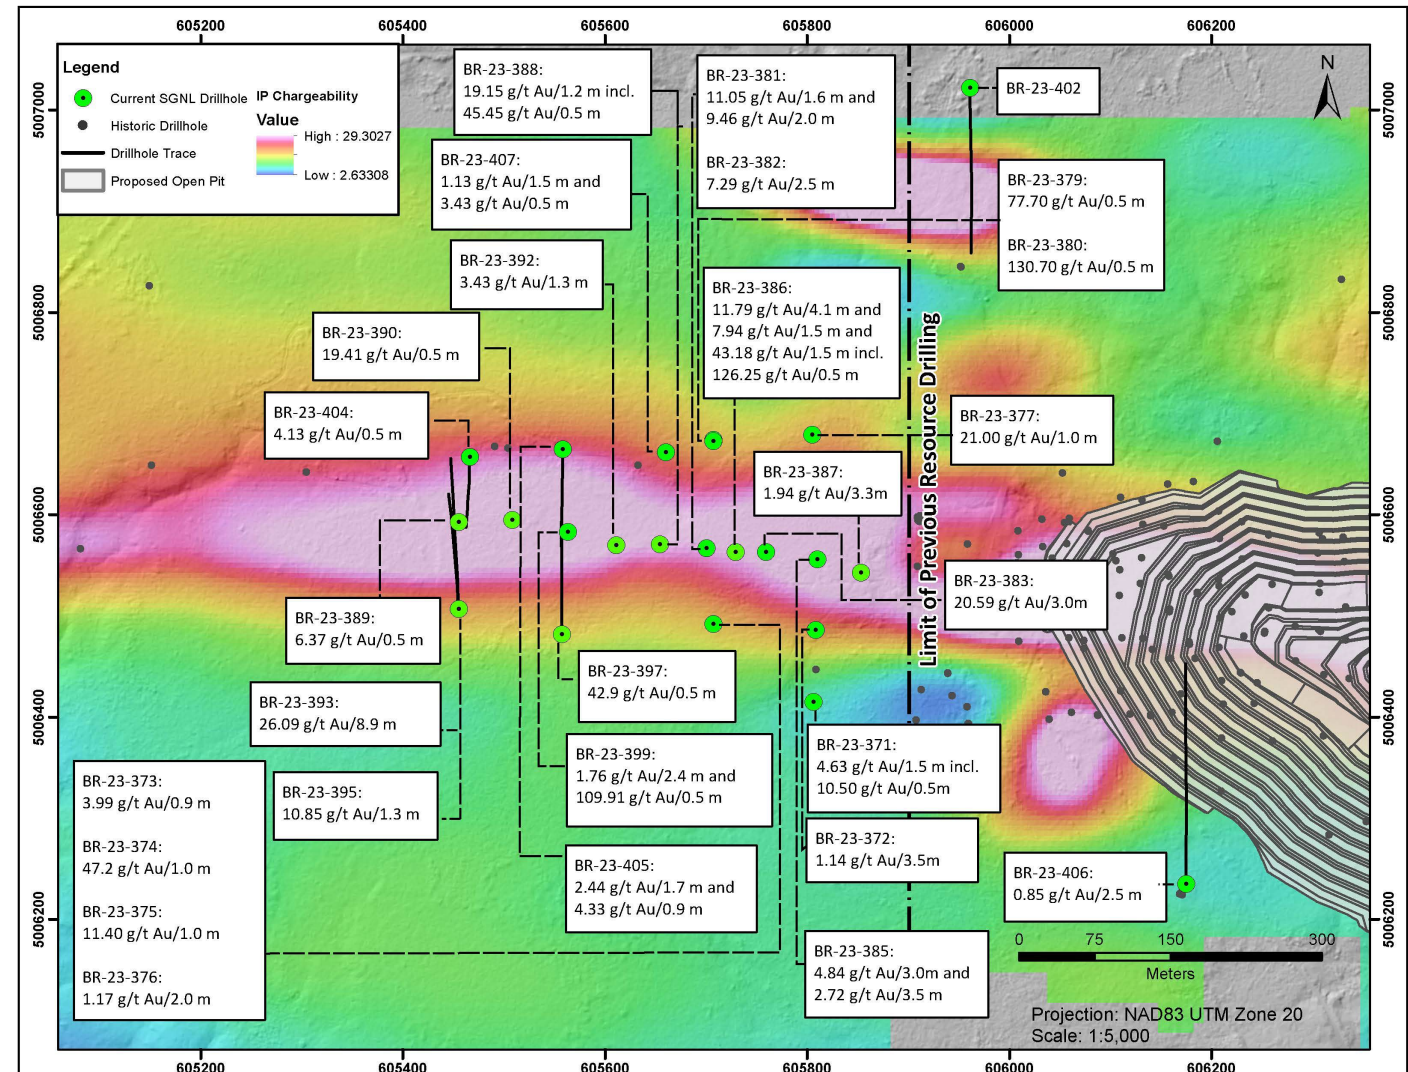 605200
605400
605600
605800
606000
606200
5007000
5006800
5006600
5006400
5006200
Legend
Current SGNL Drillhole
Historic Drillhole
Drillhole Trace
Proposed Open Pit
IP Chargeability
Value
High : 29.3027
Low : 2.63308
N
BR-23-388:
19.15 g/t Au/1.2 m incl.
45.45 g/t Au/0.5 m
BR-23-381:
11.05 g/t Au/1.6 m and
9.46 g/t Au/2.0 m
BR-23-382:
7.29 g/t Au/2.5 m
BR-23-402
BR-23-407:
1.13 g/t Au/1.5 m and
3.43 g/t Au/0.5 m
BR-23-379:
77.70 g/t Au/0.5 m
BR-23-380:
130.70 g/t Au/0.5 m
BR-23-392:
3.43 g/t Au/1.3 m
BR-23-386:
11.79 g/t Au/4.1 m and
7.94 g/t Au/1.5 m and
43.18 g/t Au/1.5 m incl.
126.25 g/t Au/0.5 m
BR-23-390:
19.41 g/t Au/0.5 m
BR-23-404:
4.13 g/t Au/0.5 m
BR-23-377:
21.00 g/t Au/1.0 m
BR-23-387:
1.94 g/t Au/3.3m
Limit of Previous Resource Drilling
BR-23-383:
20.59 g/t Au/3.0m
BR-23-389:
6.37 g/t Au/0.5 m
BR-23-397:
42.9 g/t Au/0.5 m
BR-23-393:
26.09 g/t Au/8.9 m
BR-23-399:
1.76 g/t Au/2.4 m and
109.91 g/t Au/0.5 m
BR-23-371:
4.63 g/t Au/1.5 m incl.
10.50 g/t Au/0.5m
BR-23-373:
3.99 g/t Au/0.9 m
BR-23-374:
47.2 g/t Au/1.0 m
BR-23-375:
11.40 g/t Au/1.0 m
BR-23-376:
1.17 g/t Au/2.0 m
BR-23-395:
10.85 g/t Au/1.3 m
BR-23-372:
1.14 g/t Au/3.5m
BR-23-405:
2.44 g/t Au/1.7 m and
4.33 g/t Au/0.9 m
BR-23-406:
0.85 g/t Au/2.5 m
BR-23-385:
4.84 g/t Au/3.0m and
2.72 g/t Au/3.5 m
0 75 150 300
Meters
Projection: NAD83 UTM Zone 20
Scale: 1:5,000
5007000
5006800
5006600
5006400
5006200
605200
605400
605600
605800
606000
606200